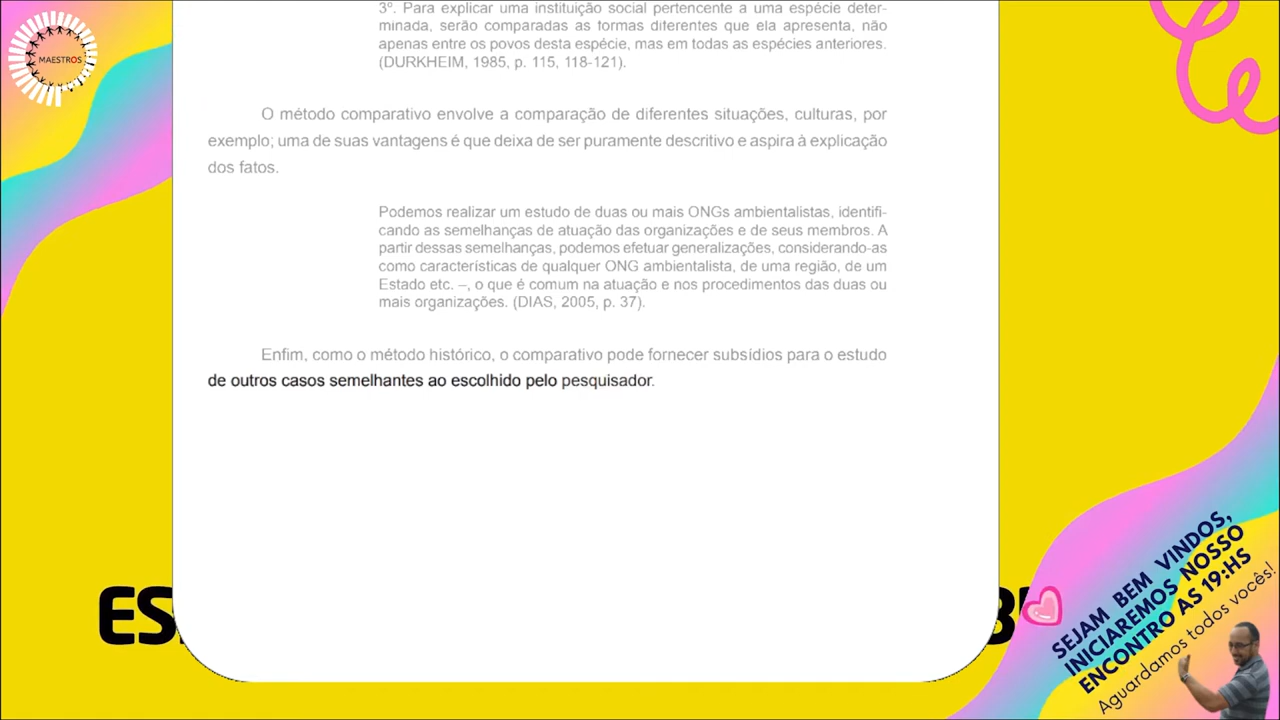 MAESTROS
3º. Para explicar uma instituição social pertencente a uma espécie deter-
minada, serão comparadas as formas diferentes que ela apresenta, não
apenas entre os povos desta espécie, mas em todas as espécies anteriores.
(DURKHEIM, 1985, p. 115, 118-121).
O método comparativo envolve a comparação de diferentes situações, culturas, por
exemplo; uma de suas vantagens é que deixa de ser puramente descritivo e aspira à explicação
dos fatos.
Podemos realizar um estudo de duas ou mais ONGs ambientalistas, identifi-
cando as semelhanças de atuação das organizações e de seus membros. A
partir dessas semelhanças, podemos efetuar generalizações, considerando-as
como características de qualquer ONG ambientalista, de uma região, de um
Estado etc. –, o que é comum na atuação e nos procedimentos das duas ou
mais organizações. (DIAS, 2005, p. 37).
Enfim, como o método histórico, o comparativo pode fornecer subsídios para o estudo
de outros casos semelhantes ao escolhido pelo pesquisador.
SEJAM BEM VINDOS,
INICIAREMOS NOSSO
ENCONTRO AS 19:HS
Aguardamos todos vocês!